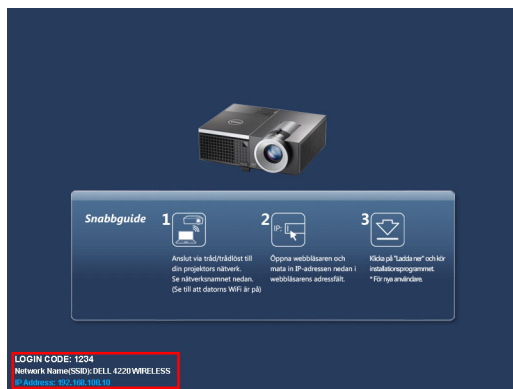 Snabbguide
1
IP:
2
3
Anslut via tråd/trådlöst till
din projektors nätverk.
Se nätverksnamnet nedan.
(Se till att datorns WiFi är på)
Öppna webbläsaren och
mata in IP-adressen nedan i
webbläsarens adressfält.
Klicka på "Ladda ner" och kör
installationsprogrammet.
* För nya användare.
LOGIN CODE: 1234
Network Name(SSID): DELL 4220 WIRELESS
IP Address: 192.168.100.10